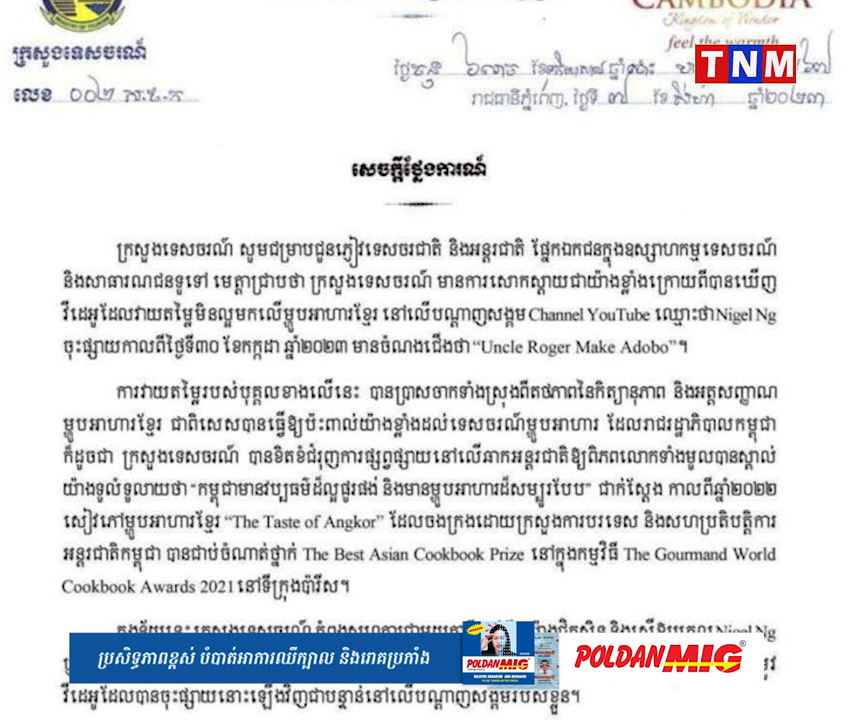 CAMBODIA
Kingdom of Wonder
feel the warmth
TNM
ក្រសួងទេសចរណ៍
លេខ ០០២ ស.ច-ក
រាជធានីភ្នំពេញ, ថ្ងៃទី ៣ ខែ សីហា ឆ្នាំ២០២៣
សេចក្តីថ្លែងការណ៍
ក្រសួងទេសចរណ៍ សូមជម្រាបជូនភ្ញៀវទេសចរជាតិ និងអន្តរជាតិ ផ្នែកឯកជនក្នុងឧស្សាហកម្មទេសចរណ៍
និងសាធារណជនទូទៅ មេត្តាជ្រាបថា ក្រសួងទេសចរណ៍ មានការសោកស្តាយជាយ៉ាងខ្លាំងក្រោយពីបានឃើញ
វីដេអូដែលវាយតម្លៃមិនល្អមកលើម្ហូបអាហារខ្មែរ នៅលើបណ្តាញសង្គម Channel YouTube ឈ្មោះថា Nigel Ng
ចុះផ្សាយកាលពីថ្ងៃទី៣០ ខែកក្កដា ឆ្នាំ២០២៣ មានចំណងជើងថា “Uncle Roger Make Adobo”។
ការវាយតម្លៃរបស់បុគ្គលខាងលើនេះ បានប្រាសចាកទាំងស្រុងពីតថភាពនៃកិត្យានុភាព និងអត្តសញ្ញាណ
ម្ហូបអាហារខ្មែរ ជាពិសេសបានធ្វើឱ្យប៉ះពាល់យ៉ាងខ្លាំងដល់ទេសចរណ៍ម្ហូបអាហារ ដែលរាជរដ្ឋាភិបាលកម្ពុជា
ក៏ដូចជា ក្រសួងទេសចរណ៍ បានខិតខំជំរុញការផ្សព្វផ្សាយនៅលើឆាកអន្តរជាតិឱ្យពិភពលោកទាំងមូលបានស្គាល់
យ៉ាងទូលំទូលាយថា “កម្ពុជាមានវប្បធម៌ដ៏ល្អផូរផង់ និងមានម្ហូបអាហារដ៏សម្បូរបែប” ជាក់ស្តែង កាលពីឆ្នាំ២០២២
សៀវភៅម្ហូបអាហារខ្មែរ “The Taste of Angkor” ដែលចងក្រងដោយក្រសួងការបរទេស និងសហប្រតិបត្តិការ
អន្តរជាតិកម្ពុជា បានជាប់ចំណាត់ថ្នាក់ The Best Asian Cookbook Prize នៅក្នុងកម្មវិធី The Gourmand World
Cookbook Awards 2021 នៅទីក្រុងប៉ារីស។
ប្រសិទ្ធភាពខ្ពស់ បំបាត់អាការឈឺក្បាល និងរោគប្រកាំង
POLDAN MIG
POLDANMIG®
វីដេអូដែលបានចុះផ្សាយនោះឡើងវិញជាបន្ទាន់នៅលើបណ្តាញសង្គមរបស់ខ្លួន។